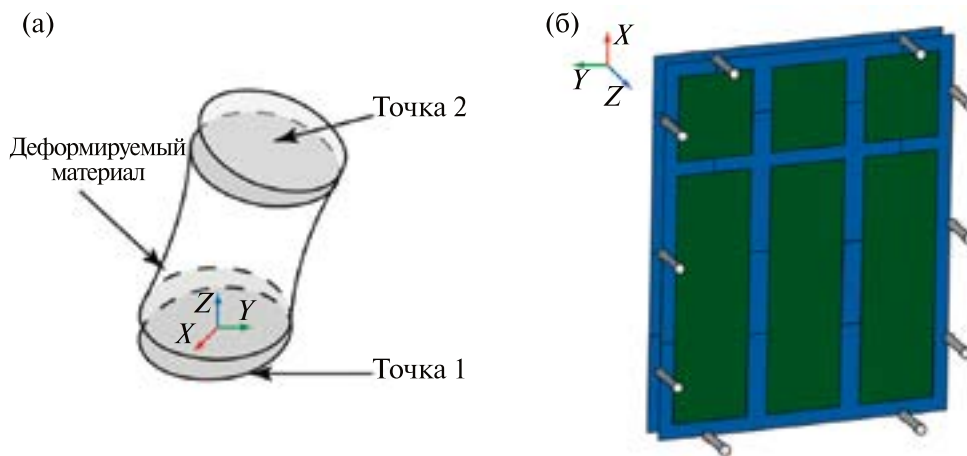 (а)
(б)
X
Y
Z
Точка 2
Деформируемый
материал
Z
Y
X
Точка 1